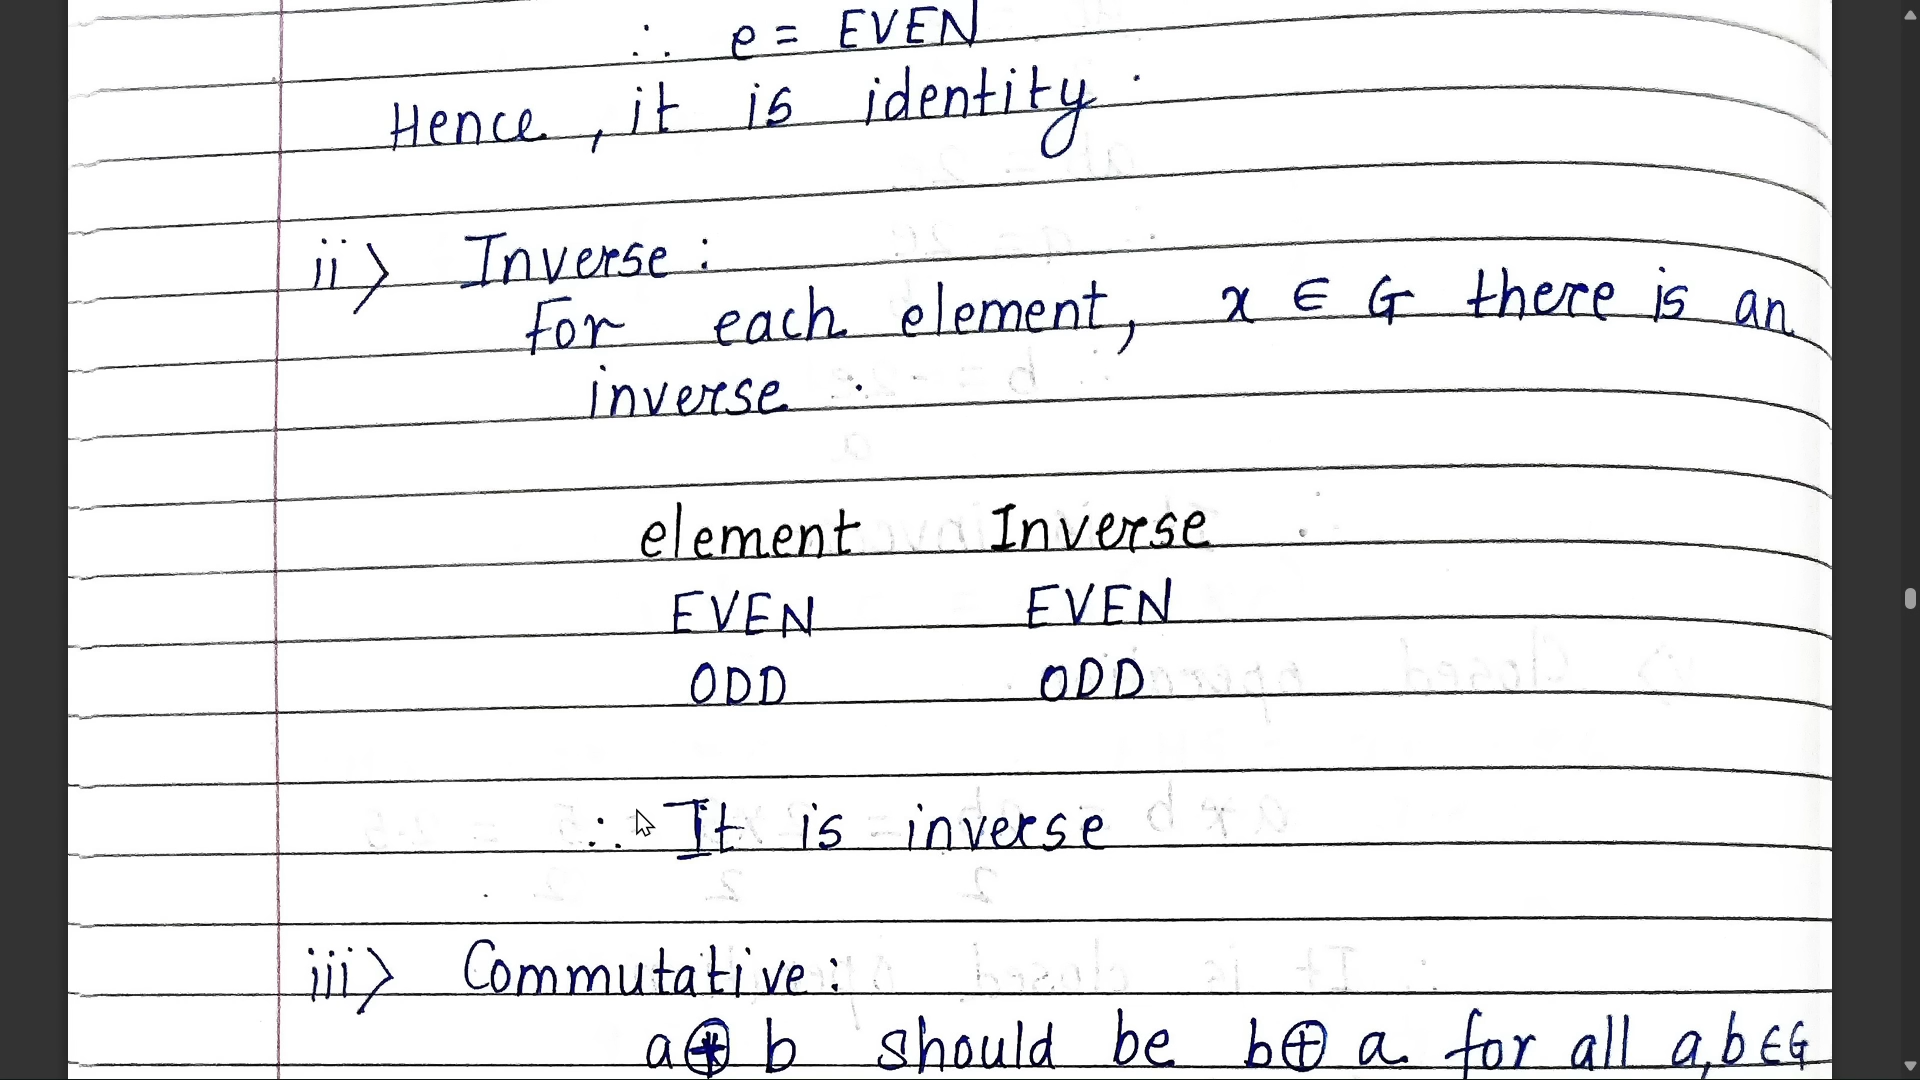 ∴ e = EVEN
Hence, it is identity.
ii> Inverse:
For each element, x ∈ G there is an
inverse.
element Inverse
EVEN EVEN
ODD ODD
∴ It is inverse
iii> Commutative:
a ⊕ b should be b ⊕ a for all a, b ∈ G